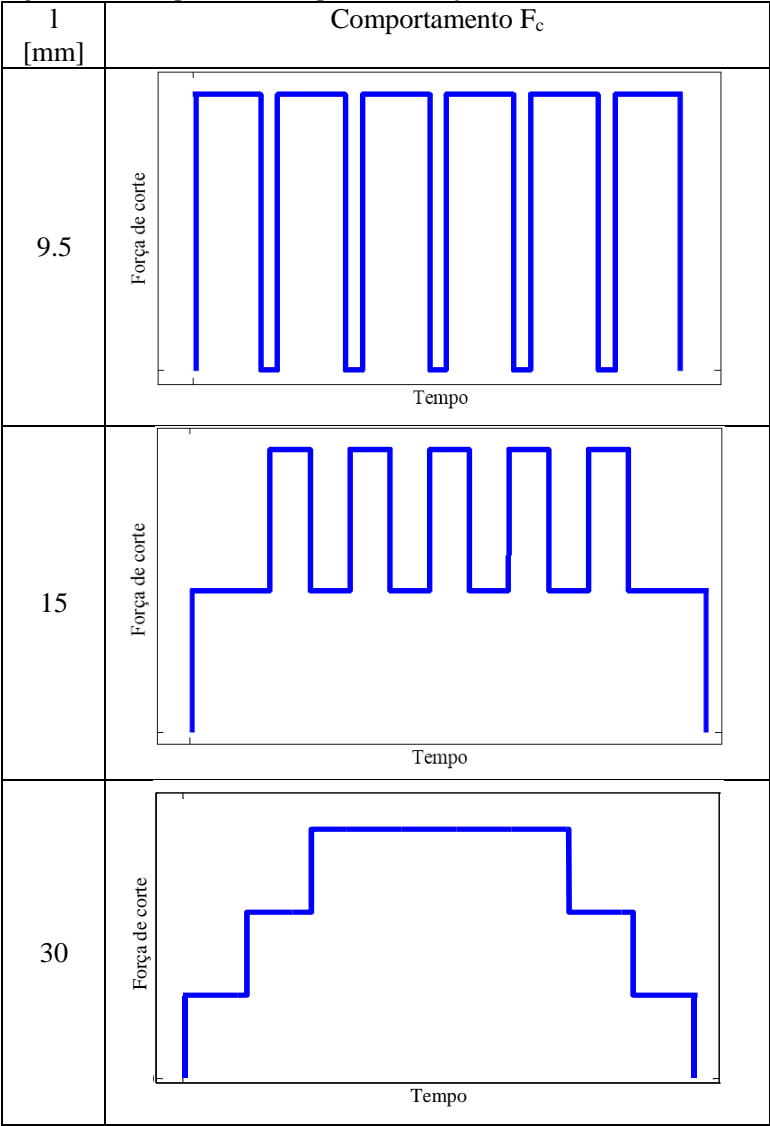 l
[mm]
Comportamento Fc
9.5
Força de corte
Tempo
15
Força de corte
Tempo
30
Força de corte
Tempo